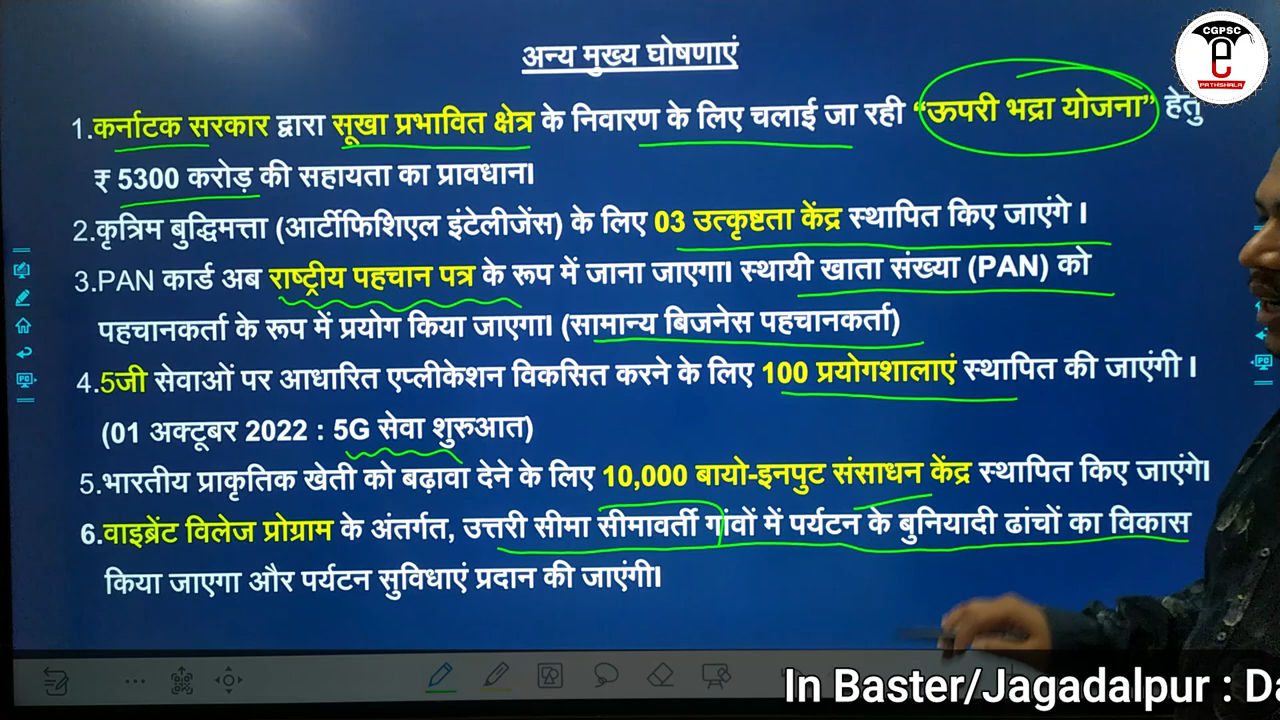 CGPSC
e
PATHSHALA
अन्य मुख्य घोषणाएं
1.कर्नाटक सरकार द्वारा सूखा प्रभावित क्षेत्र के निवारण के लिए चलाई जा रही “ऊपरी भद्रा योजना” हेतु
₹ 5300 करोड़ की सहायता का प्रावधान।
2.कृत्रिम बुद्धिमत्ता (आर्टीफिशिएल इंटेलीजेंस) के लिए 03 उत्कृष्टता केंद्र स्थापित किए जाएंगे ।
3.PAN कार्ड अब राष्ट्रीय पहचान पत्र के रूप में जाना जाएगा। स्थायी खाता संख्या (PAN) को
पहचानकर्ता के रूप में प्रयोग किया जाएगा। (सामान्य बिजनेस पहचानकर्ता)
4.5जी सेवाओं पर आधारित एप्लीकेशन विकसित करने के लिए 100 प्रयोगशालाएं स्थापित की जाएंगी ।
(01 अक्टूबर 2022 : 5G सेवा शुरुआत)
5.भारतीय प्राकृतिक खेती को बढ़ावा देने के लिए 10,000 बायो-इनपुट संसाधन केंद्र स्थापित किए जाएंगे।
6.वाइब्रेंट विलेज प्रोग्राम के अंतर्गत, उत्तरी सीमा सीमावर्ती गांवों में पर्यटन के बुनियादी ढांचों का विकास
किया जाएगा और पर्यटन सुविधाएं प्रदान की जाएंगी।
In Baster/Jagadalpur : Da